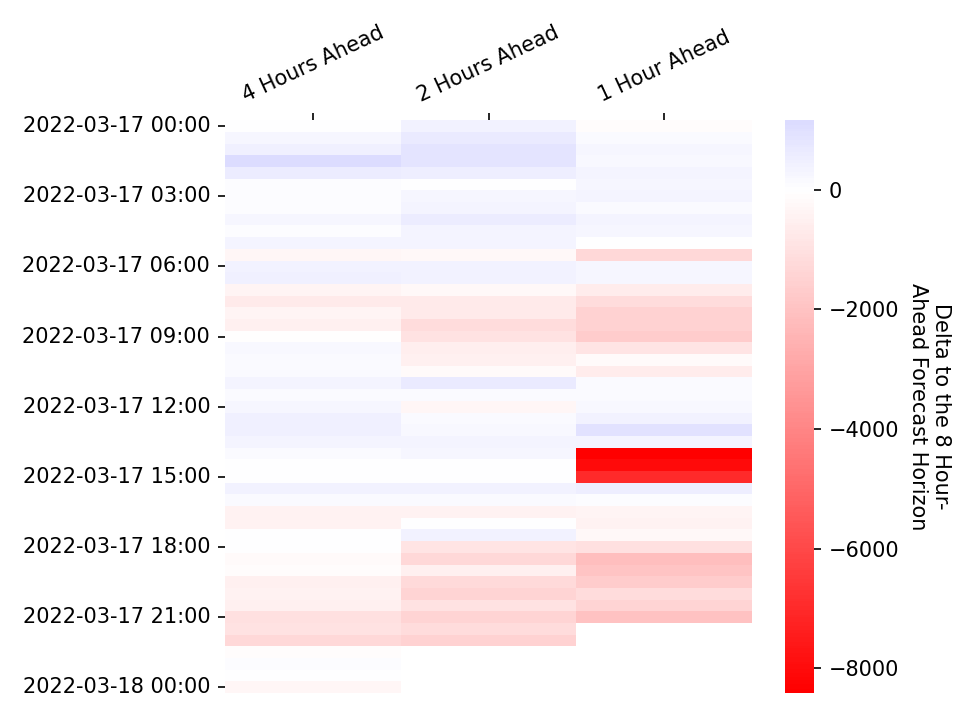 4 Hours Ahead
2 Hours Ahead
1 Hour Ahead
2022-03-17 00:00
2022-03-17 03:00
2022-03-17 06:00
2022-03-17 09:00
2022-03-17 12:00
2022-03-17 15:00
2022-03-17 18:00
2022-03-17 21:00
2022-03-18 00:00
0
−2000
−4000
−6000
−8000
Delta to the 8 Hour-
Ahead Forecast Horizon